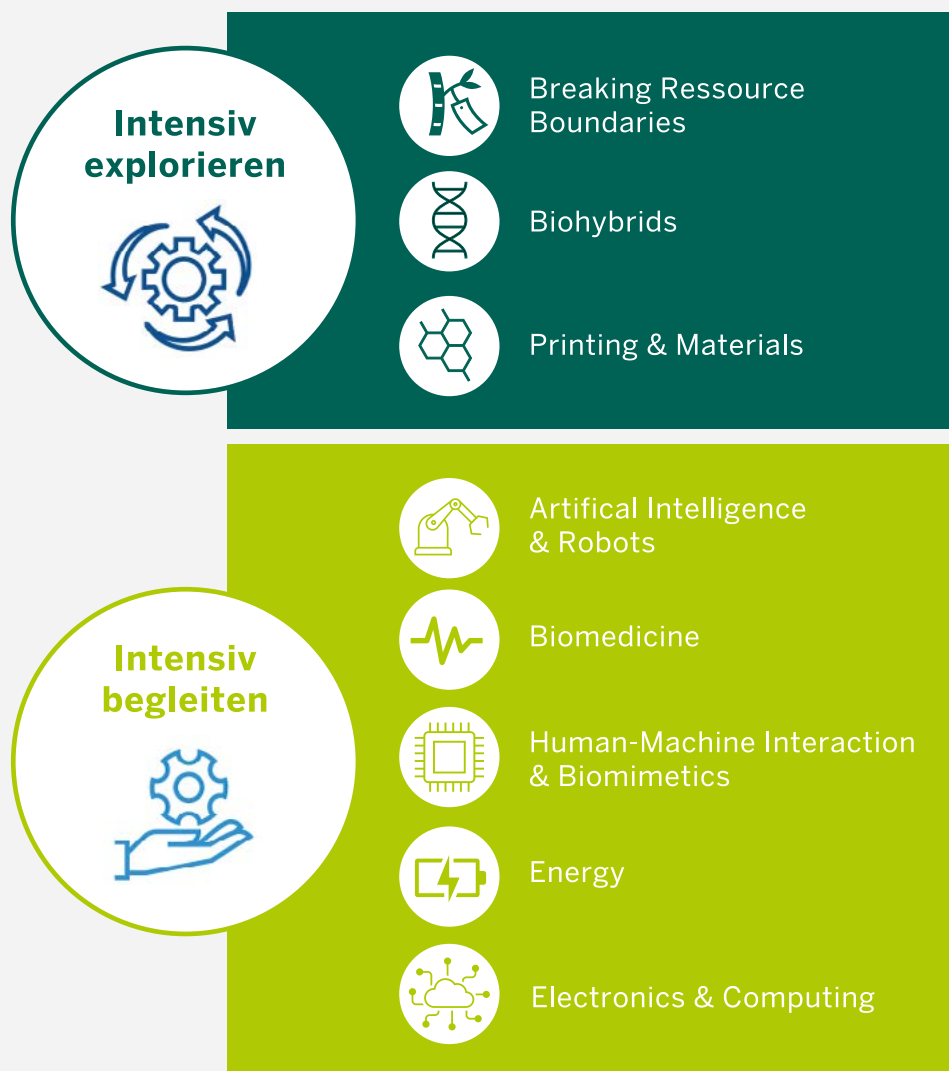 Intensiv
explorieren
Breaking Ressource
Boundaries
Biohybrids
Printing & Materials
Intensiv
begleiten
Artifical Intelligence
& Robots
Biomedicine
Human-Machine Interaction
& Biomimetics
Energy
Electronics & Computing